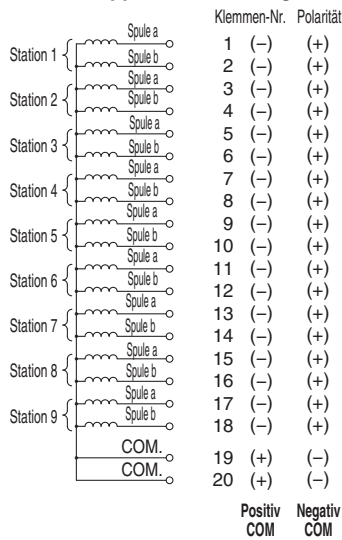 Klemmen-Nr. Polarität
Spule a 1 (–) (+)
Station 1
Spule b 2 (–) (+)
Spule a 3 (–) (+)
Station 2
Spule b 4 (–) (+)
Spule a 5 (–) (+)
Station 3
Spule b 6 (–) (+)
Spule a 7 (–) (+)
Station 4
Spule b 8 (–) (+)
Spule a 9 (–) (+)
Station 5
Spule b 10 (–) (+)
Spule a 11 (–) (+)
Station 6
Spule b 12 (–) (+)
Spule a 13 (–) (+)
Station 7
Spule b 14 (–) (+)
Spule a 15 (–) (+)
Station 8
Spule b 16 (–) (+)
Spule a 17 (–) (+)
Station 9
Spule b 18 (–) (+)
COM. 19 (+) (–)
COM. 20 (+) (–)
Positiv Negativ
COM COM